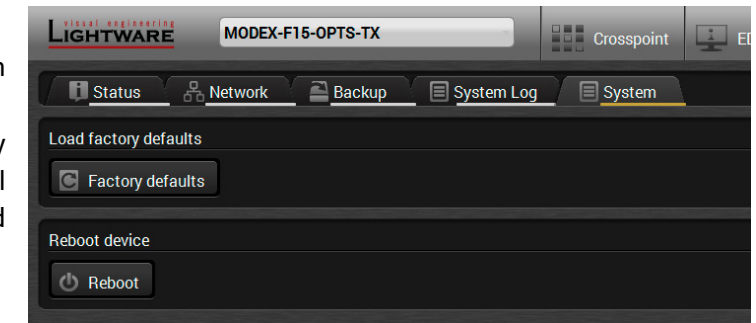 visual engineering
LIGHTWARE MODEX-F15-OPTS-TX Crosspoint
Status Network Backup System Log System
Load factory defaults
Factory defaults
Reboot device
Reboot